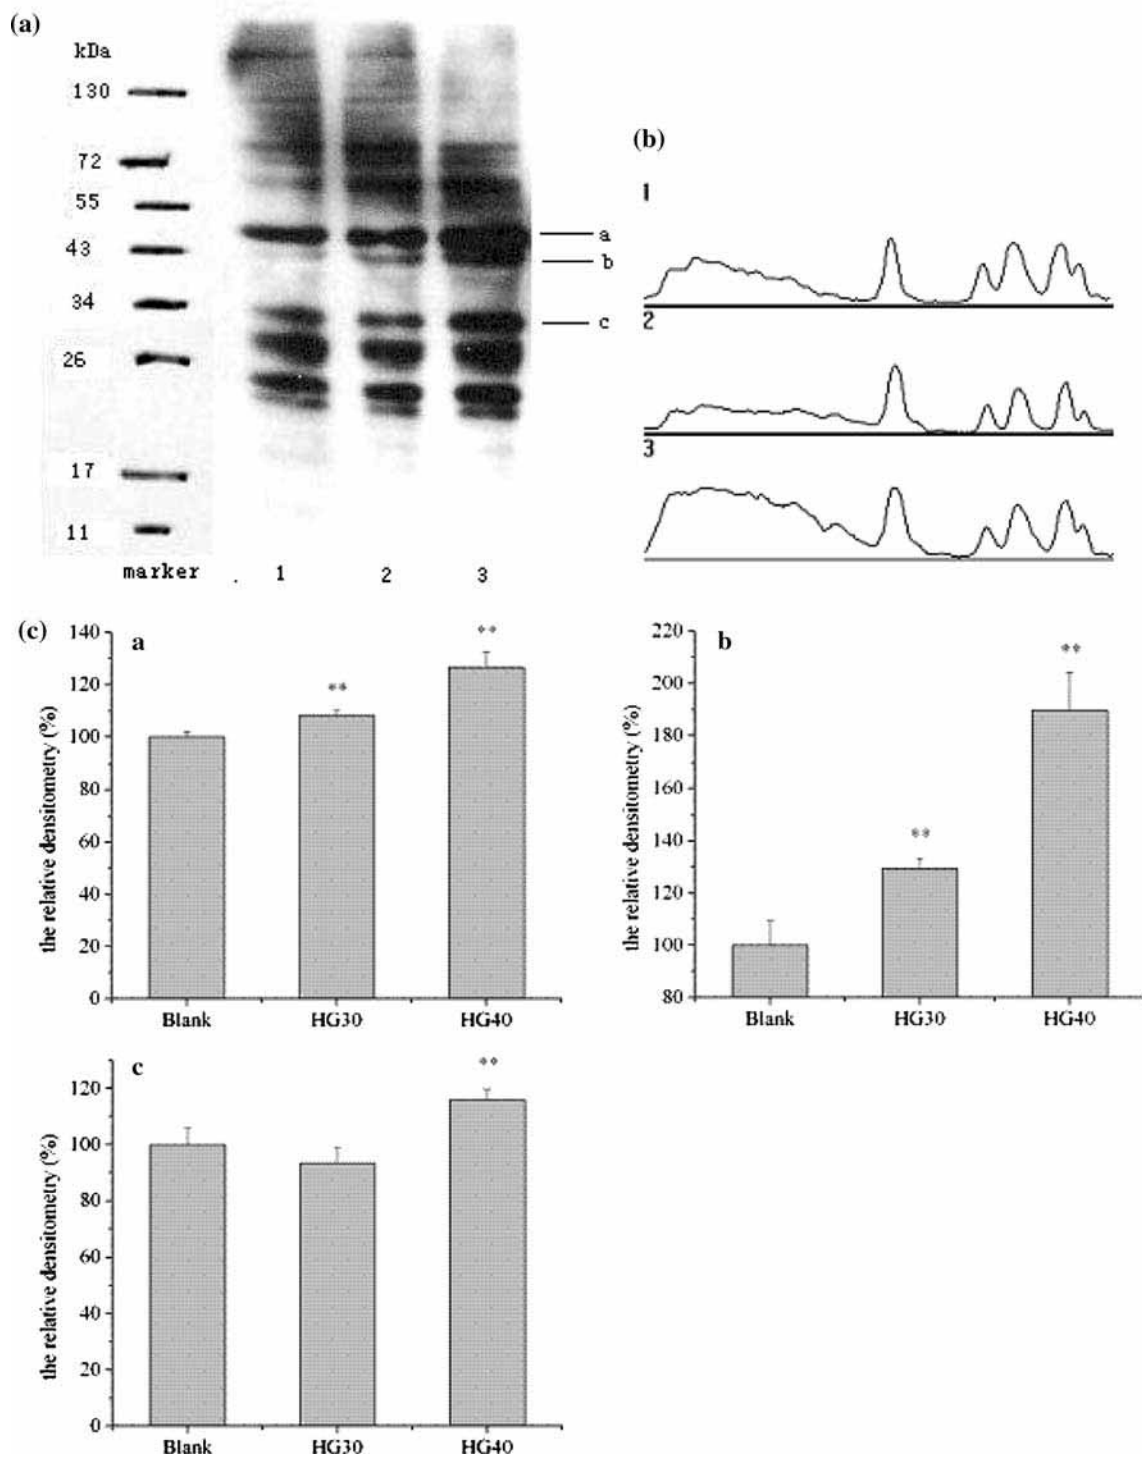 (a)
kDa
130
72
55
43
34
26
17
11
marker
1
2
3
a
b
c
(b)
1
2
3
(c)
a
140
120
100
80
60
40
20
0
the relative densitometry (%)
**
**
Blank
HG30
HG40
b
220
200
180
160
140
120
100
80
the relative densitometry (%)
**
**
Blank
HG30
HG40
c
120
100
80
60
40
20
0
the relative densitometry (%)
**
Blank
HG30
HG40